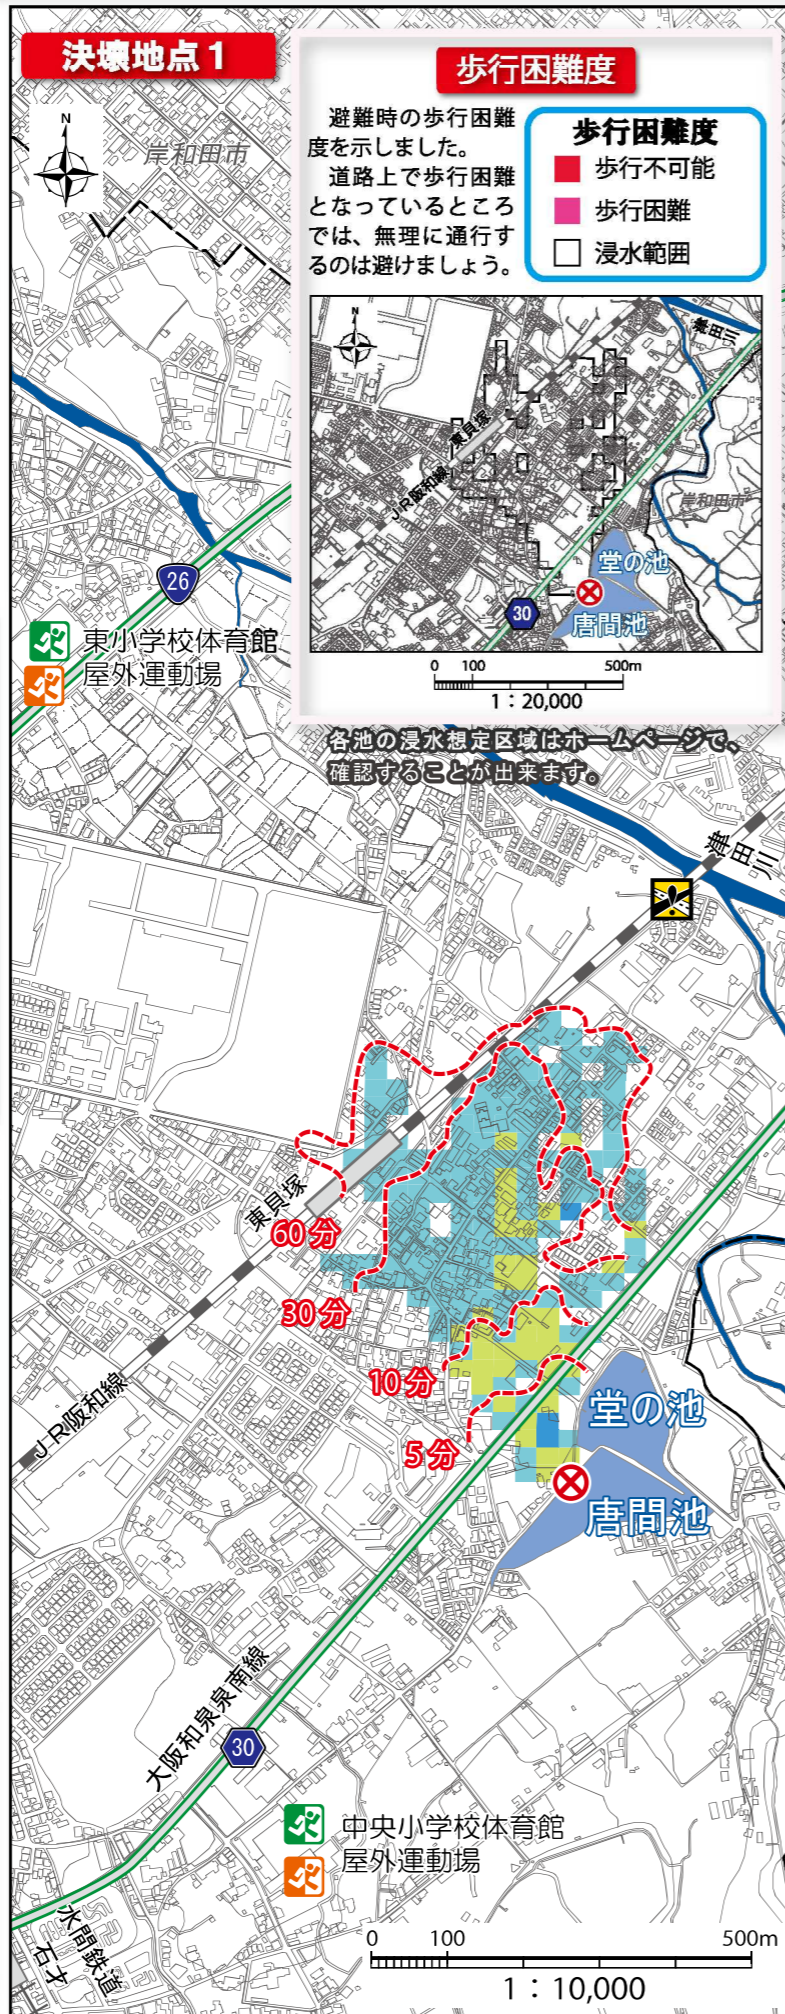 決壊地点1
歩行困難度
避難時の歩行困難
度を示しました。
道路上で歩行困難
となっているところ
では、無理に通行す
るのは避けましょう。
歩行困難度
歩行不可能
歩行困難
浸水範囲
N
岸和田市
N
津田川
東貝塚
JR阪和線
岸和田市
堂の池
唐間池
30
0 100 500m
1：20,000
26
東小学校体育館
屋外運動場
各池の浸水想定区域はホームページで、
確認することが出来ます。
津田川
東貝塚
60分
30分
10分
5分
JR阪和線
堂の池
唐間池
大阪和泉泉南線
30
中央小学校体育館
屋外運動場
水間鉄道
石才
0 100 500m
1：10,000